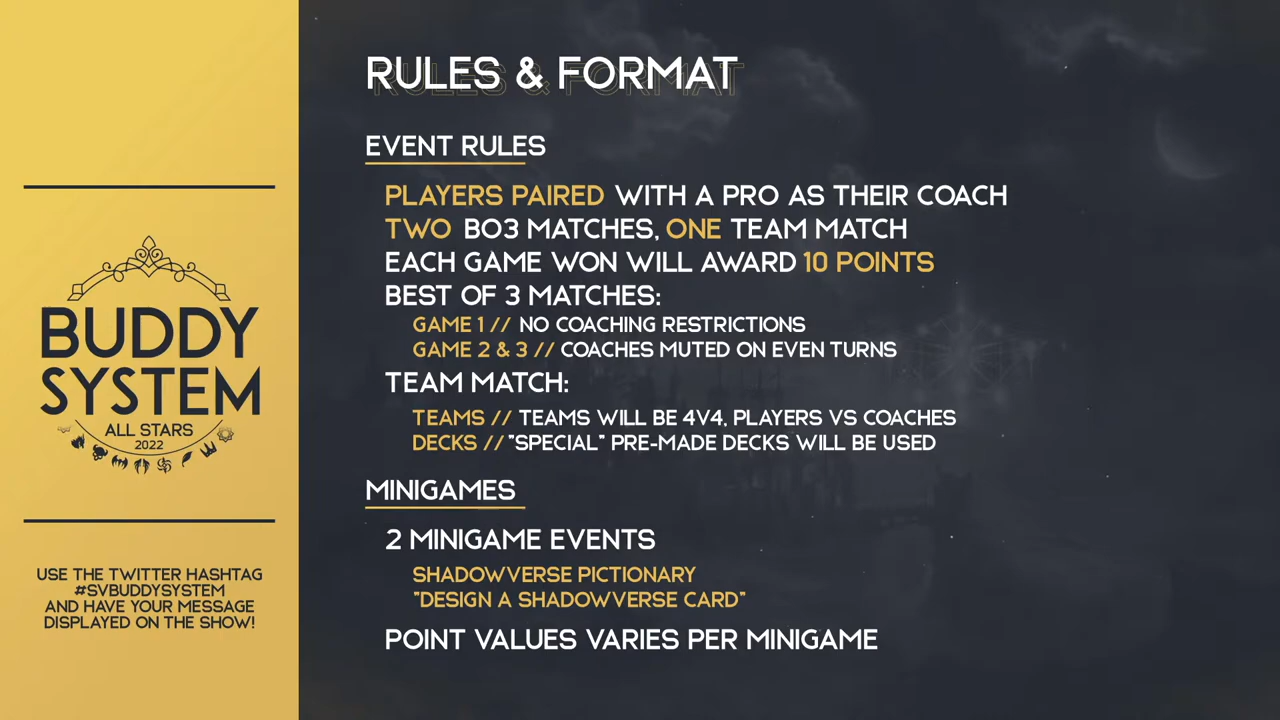 BUDDY
SYSTEM
ALL STARS
2022
USE THE TWITTER HASHTAG
#SVBUDDYSYSTEM
AND HAVE YOUR MESSAGE
DISPLAYED ON THE SHOW!
RULES & FORMAT
EVENT RULES
PLAYERS PAIRED WITH A PRO AS THEIR COACH
TWO BO3 MATCHES, ONE TEAM MATCH
EACH GAME WON WILL AWARD 10 POINTS
BEST OF 3 MATCHES:
GAME 1 // NO COACHING RESTRICTIONS
GAME 2 & 3 // COACHES MUTED ON EVEN TURNS
TEAM MATCH:
TEAMS // TEAMS WILL BE 4V4, PLAYERS VS COACHES
DECKS // "SPECIAL" PRE-MADE DECKS WILL BE USED
MINIGAMES
2 MINIGAME EVENTS
SHADOWVERSE PICTIONARY
"DESIGN A SHADOWVERSE CARD"
POINT VALUES VARIES PER MINIGAME